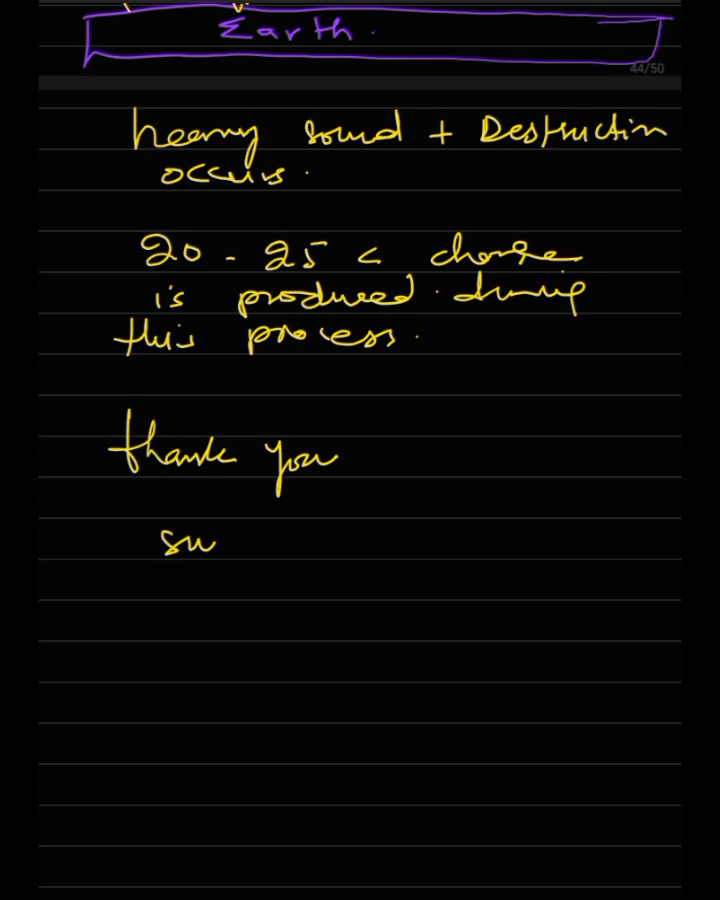 Earth.
44/50
heavy sound + Destruction
occurs.
20 - 25 C charge
is produced during
this process.
thank you
su